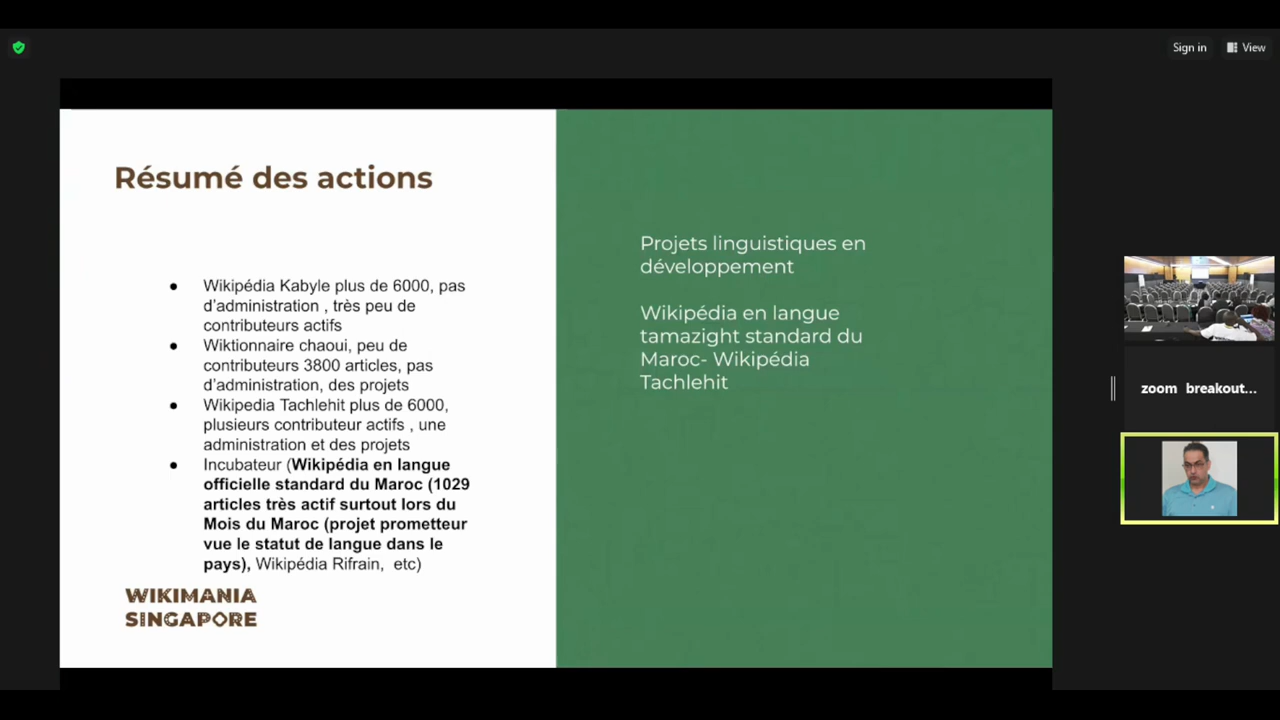 Sign in
View
Résumé des actions
● Wikipédia Kabyle plus de 6000, pas
d'administration , très peu de
contributeurs actifs
● Wiktionnaire chaoui, peu de
contributeurs 3800 articles, pas
d'administration, des projets
● Wikipedia Tachlehit plus de 6000,
plusieurs contributeur actifs , une
administration et des projets
● Incubateur (Wikipédia en langue
officielle standard du Maroc (1029
articles très actif surtout lors du
Mois du Maroc (projet prometteur
vue le statut de langue dans le
pays), Wikipédia Rifrain, etc)
WIKIMANIA
SINGAPORE
Projets linguistiques en
développement
Wikipédia en langue
tamazight standard du
Maroc- Wikipédia
Tachlehit
zoom breakout...